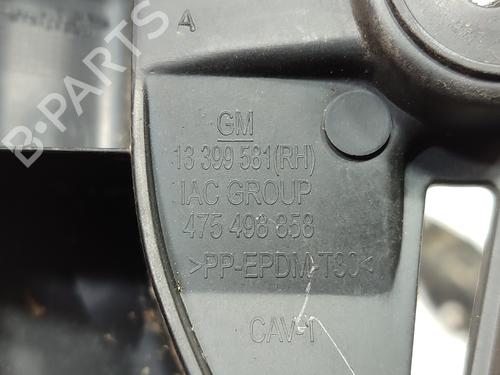 A
GM
13 399 581(RH)
IAC GROUP
475 498 858
>PP-EPDM-T30<
CAV-1
B-PARTS